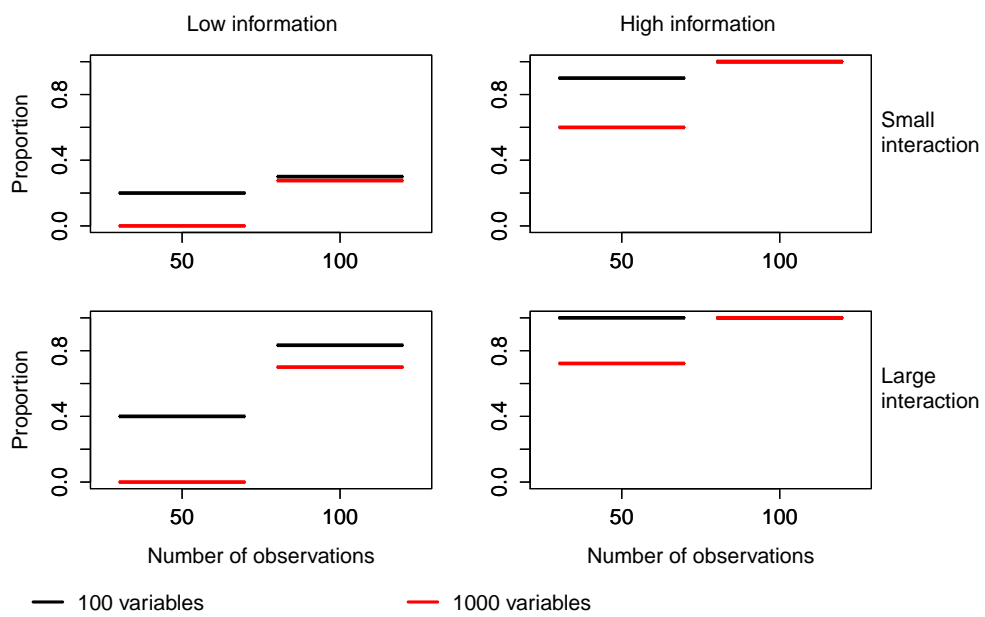 Low information
High information
Proportion
0.0 0.4 0.8
50 100
0.0 0.4 0.8
50 100
Small
interaction
Proportion
0.0 0.4 0.8
50 100
Number of observations
0.0 0.4 0.8
50 100
Number of observations
Large
interaction
100 variables
1000 variables